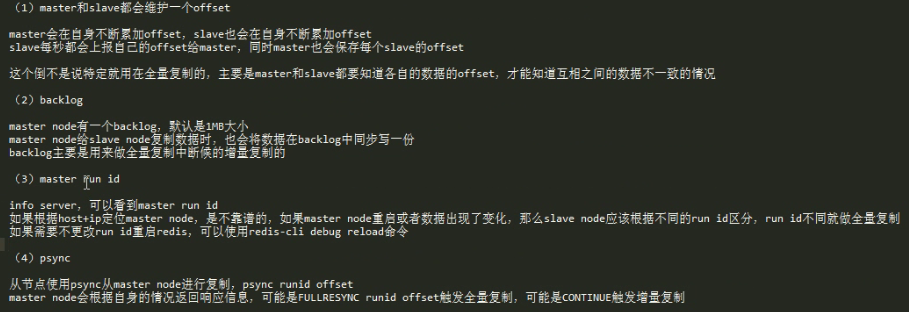 （1）master和slave都会维护一个offset
master会在自身不断累加offset，slave也会在自身不断累加offset
slave每秒都会上报自己的offset给master，同时master也会保存每个slave的offset
这个倒不是说特定就用在全量复制的，主要是master和slave都要知道各自的数据的offset，才能知道互相之间的数据不一致的情况
（2）backlog
master node有一个backlog，默认是1MB大小
master node给slave node复制数据时，也会将数据在backlog中同步写一份
backlog主要是用来做全量复制中断候的增量复制的
（3）master run id
info server，可以看到master run id
如果根据host+ip定位master node，是不靠谱的，如果master node重启或者数据出现了变化，那么slave node应该根据不同的run id区分，run id不同就做全量复制
如果需要不更改run id重启redis，可以使用redis-cli debug reload命令
（4）psync
从节点使用psync从master node进行复制，psync runid offset
master node会根据自身的情况返回响应信息，可能是FULLRESYNC runid offset触发全量复制，可能是CONTINUE触发增量复制